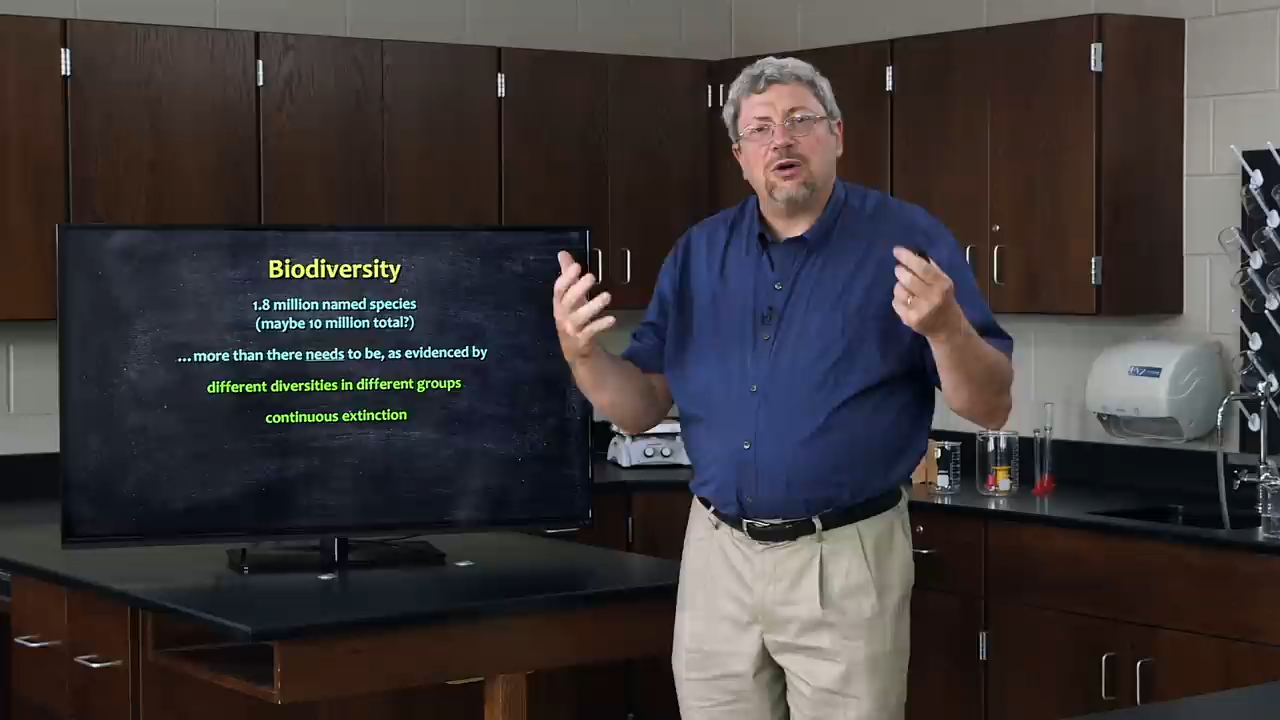 Biodiversity
1.8 million named species
(maybe 10 million total?)
...more than there needs to be, as evidenced by
different diversities in different groups
continuous extinction